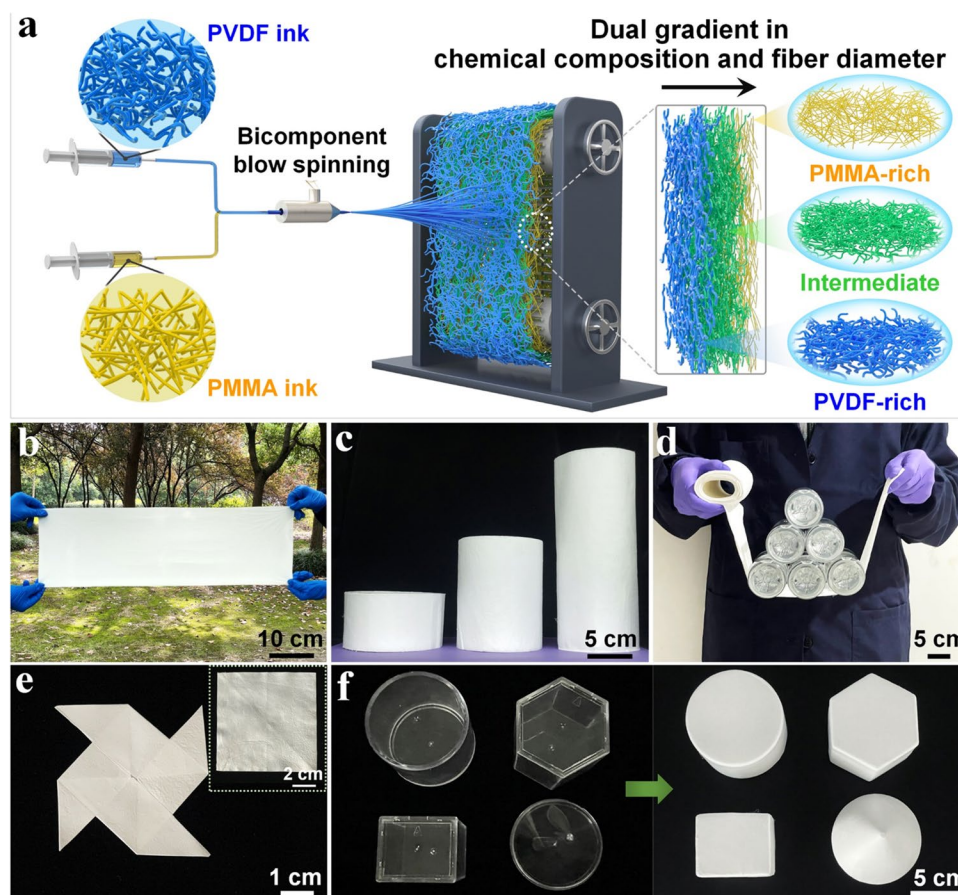 a
PVDF ink
Bicomponent
blow spinning
PMMA ink
Dual gradient in
chemical composition and fiber diameter
PMMA-rich
Intermediate
PVDF-rich
b
10 cm
c
5 cm
d
5 cm
e
2 cm
1 cm
f
5 cm